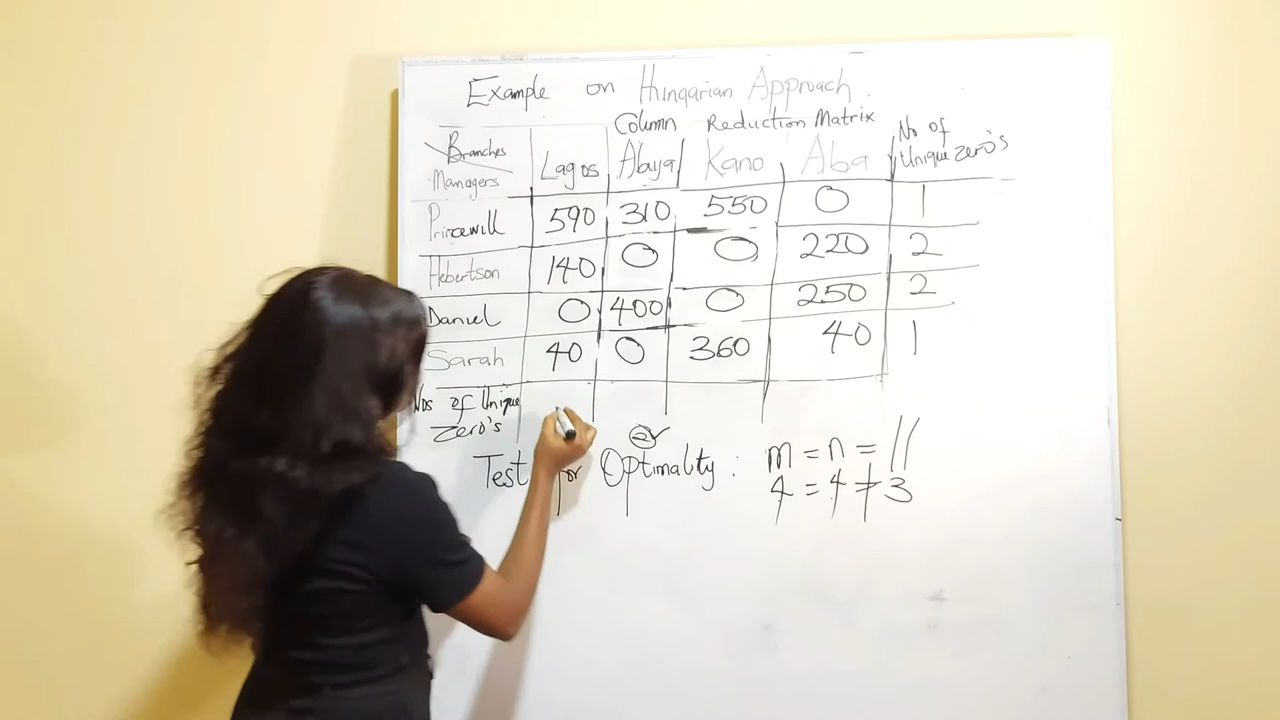 Example on Hungarian Approach.
Column Reduction Matrix
Branches
Managers
Lagos Abuja Kano Aba No of Unique zero's
Princewill 590 310 550 0 1
Hebertson 140 0 0 220 2
Daniel 0 400 0 250 2
Sarah 40 0 360 40 1
Nos of Unique
Zero's
2
Test for Optimality : m = n = //
4 = 4 ≠ 3